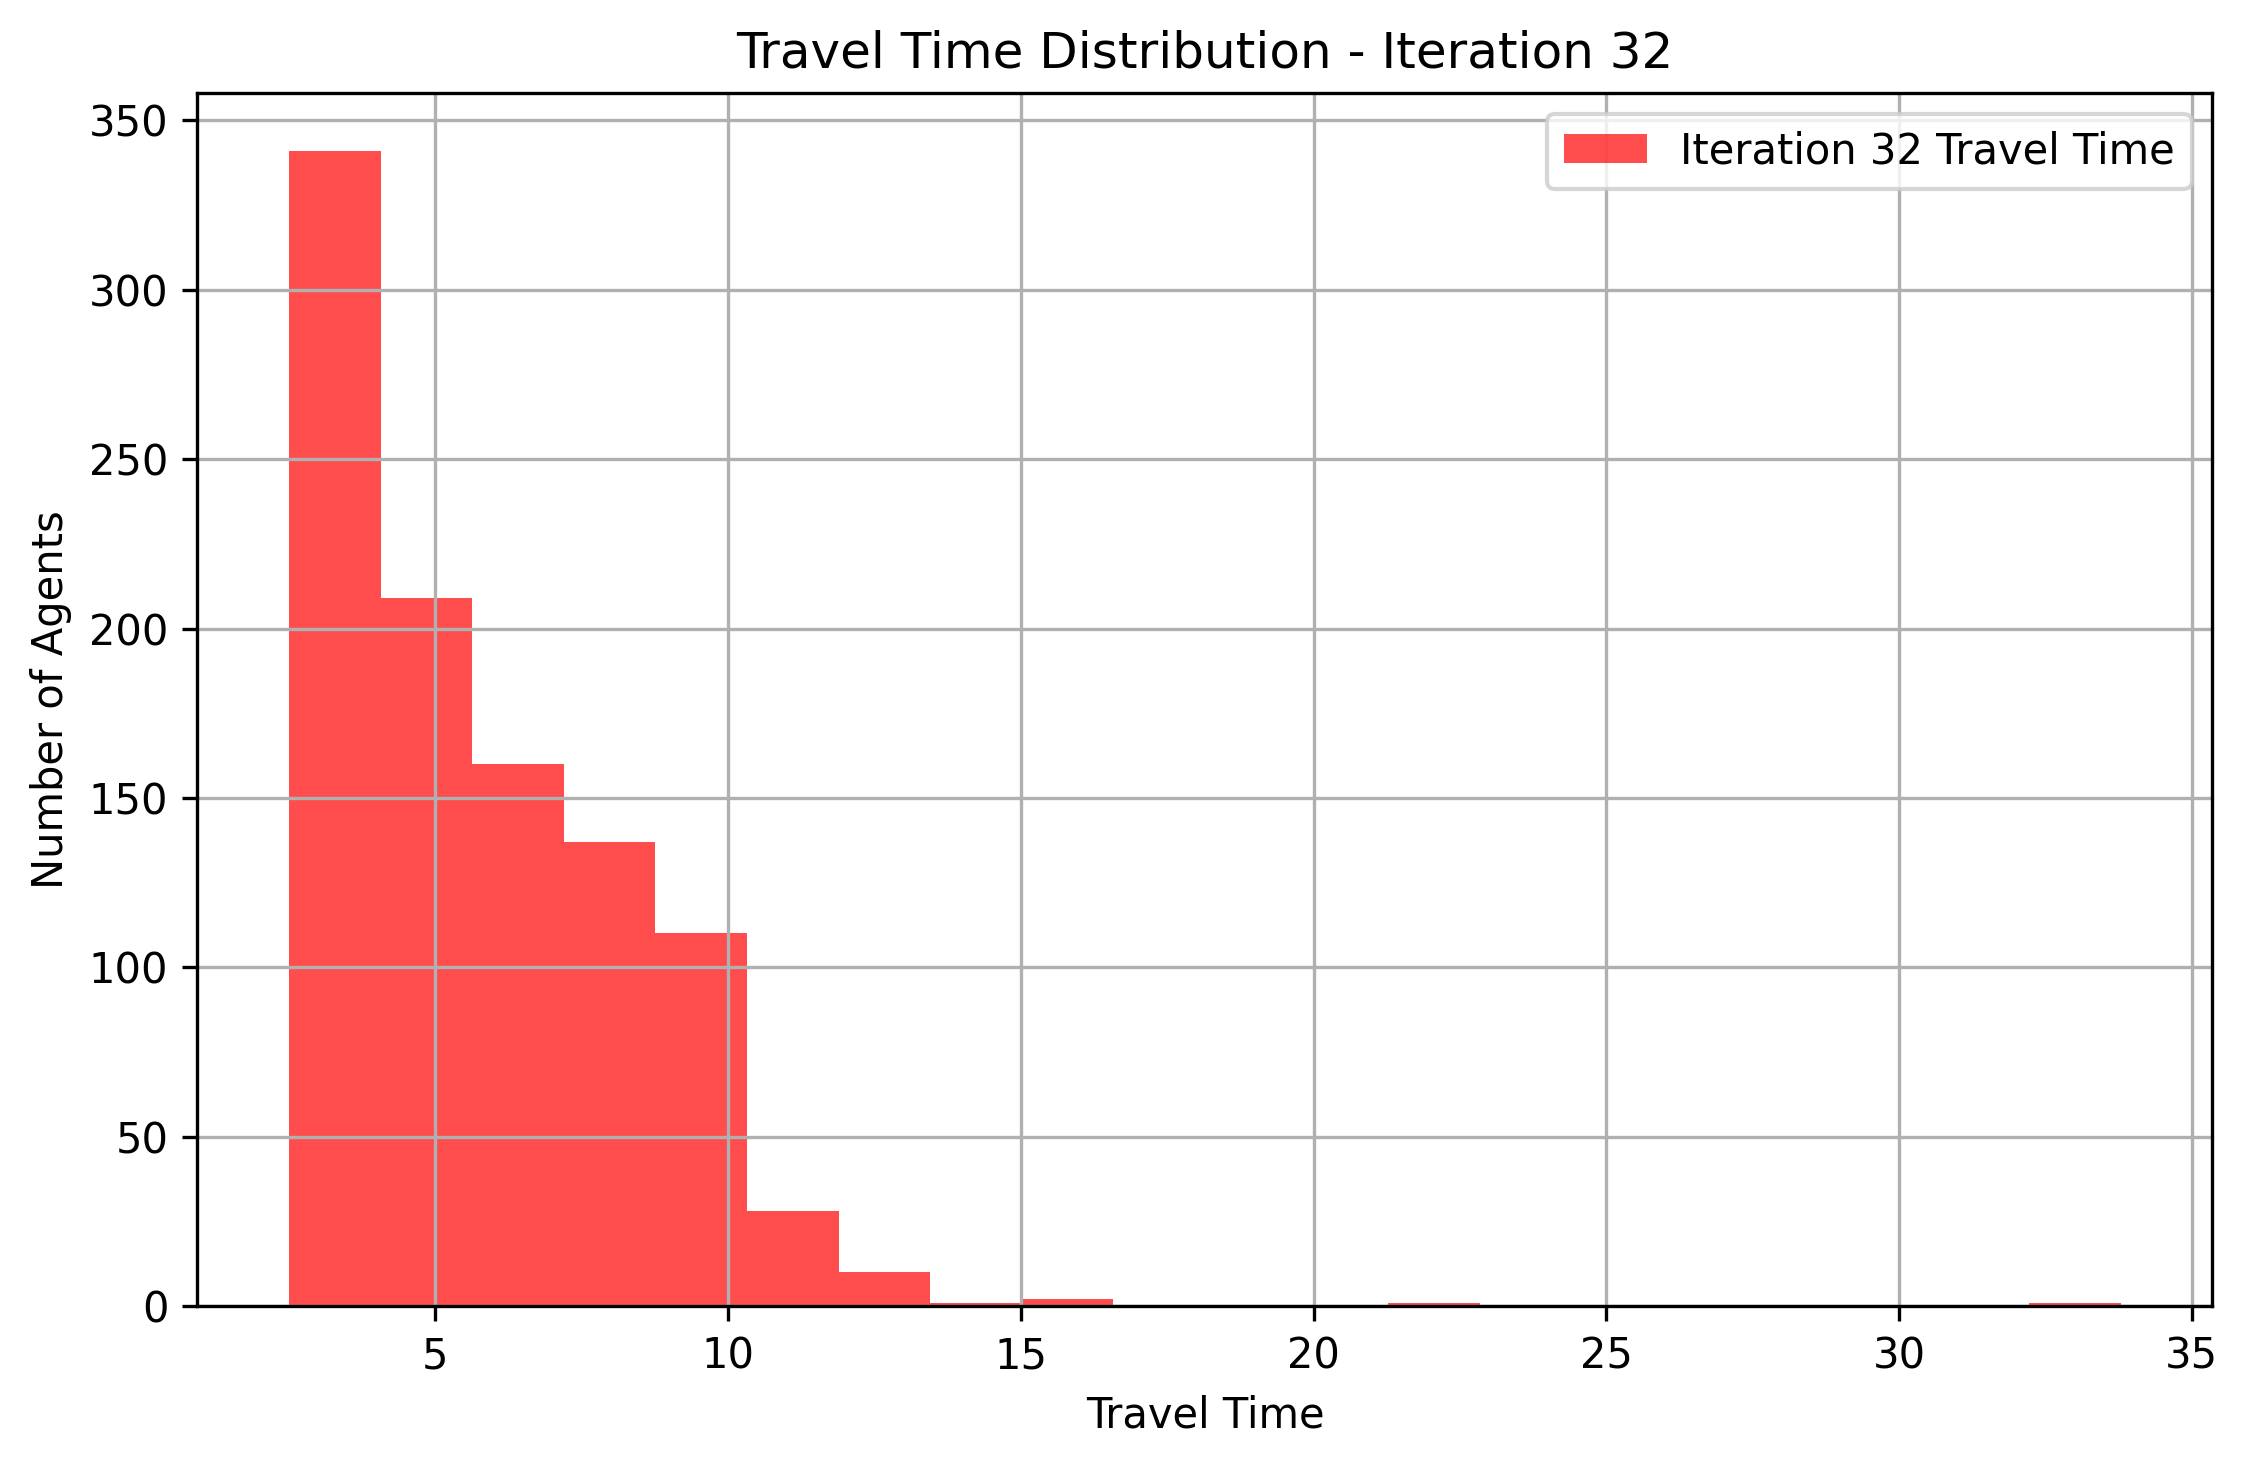 Travel Time Distribution - Iteration 32
350
300
250
200
150
100
50
0
Number of Agents
Iteration 32 Travel Time
5 10 15 20 25 30 35
Travel Time